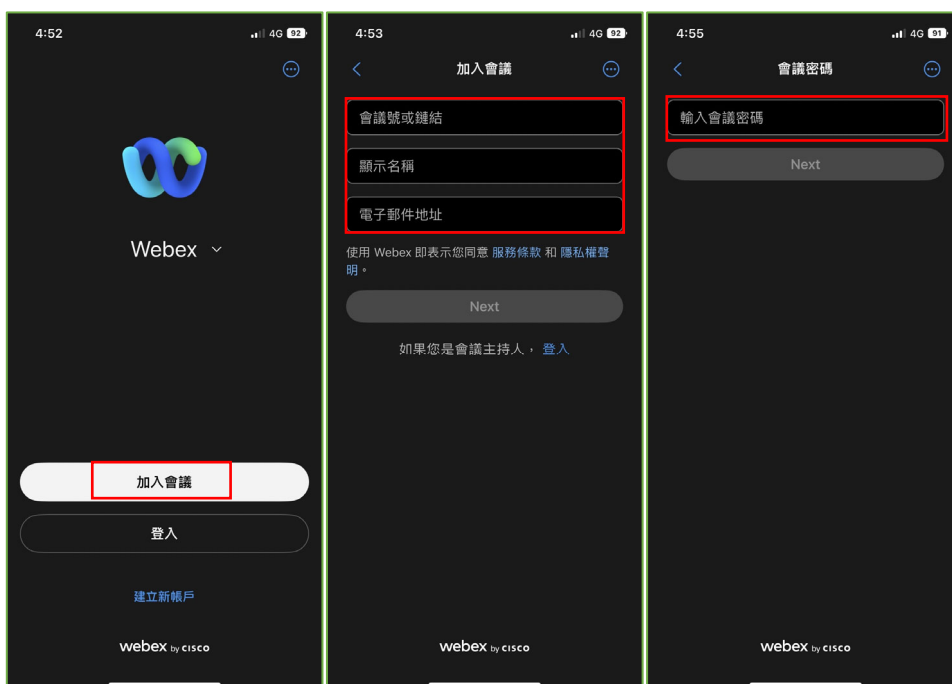 4:52
4G 92
Webex
加入會議
登入
建立新帳戶
webex by CISCO
4:53
4G 92
加入會議
會議號或鏈結
顯示名稱
電子郵件地址
使用 Webex 即表示您同意 服務條款 和 隱私權聲
明。
Next
如果您是會議主持人， 登入
webex by CISCO
4:55
4G 91
會議密碼
輸入會議密碼
Next
webex by CISCO